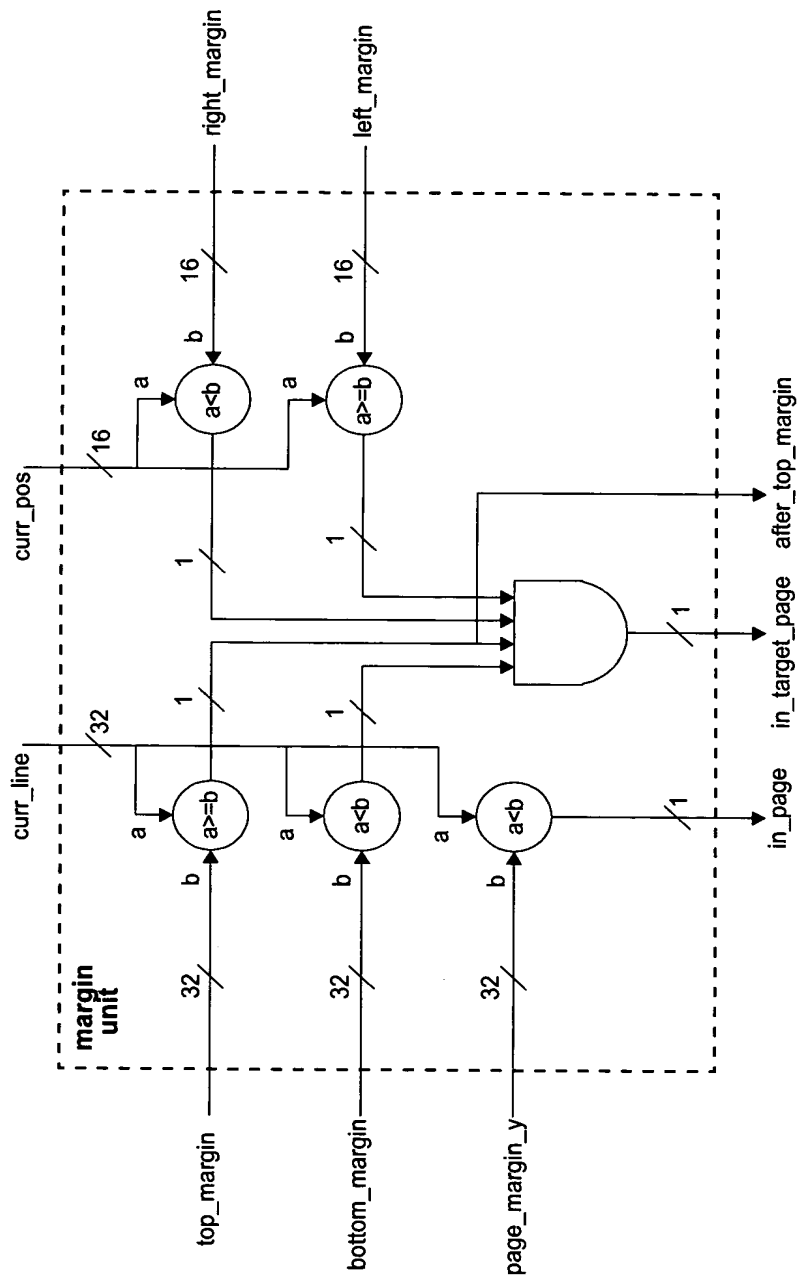 curr_line
curr_pos
32
16
margin
unit
top_margin
32
b
a
a>=b
1
1
a
a<b
b
16
right_margin
bottom_margin
32
b
a
a<b
1
1
a
a>=b
b
16
left_margin
page_margin_y
32
b
a
a<b
1
1
in_page
in_target_page
after_top_margin